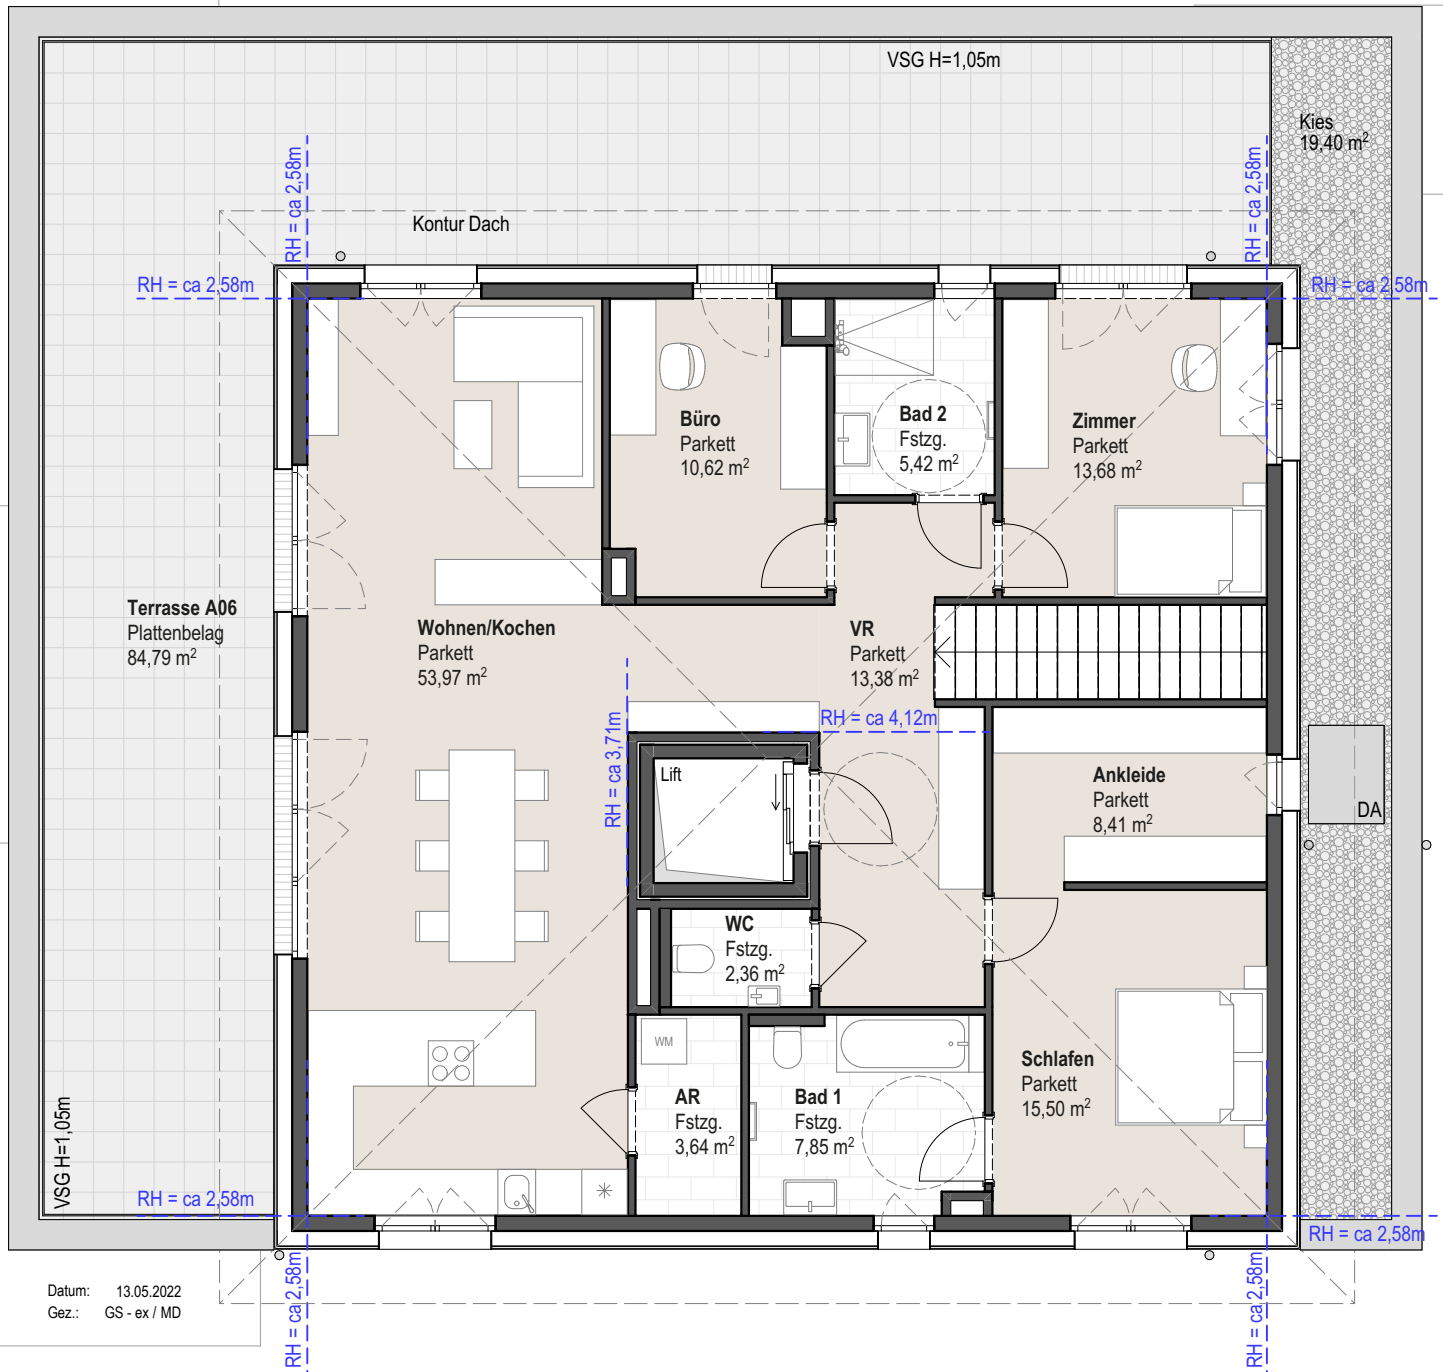 VSG H=1,05m
Kies
19,40 m²
RH = ca 2,58m
RH = ca 2,58m
Kontur Dach
RH = ca 2,58m
RH = ca 2,58m
Büro
Parkett
10,62 m²
Bad 2
Fstzg.
5,42 m²
Zimmer
Parkett
13,68 m²
Terrasse A06
Plattenbelag
84,79 m²
Wohnen/Kochen
Parkett
53,97 m²
VR
Parkett
13,38 m²
RH = ca 3,71m
RH = ca 4,12m
Lift
Ankleide
Parkett
8,41 m²
DA
WC
Fstzg.
2,36 m²
WM
AR
Fstzg.
3,64 m²
Bad 1
Fstzg.
7,85 m²
Schlafen
Parkett
15,50 m²
VSG H=1,05m
RH = ca 2,58m
RH = ca 2,58m
RH = ca 2,58m
RH = ca 2,58m
Datum: 13.05.2022
Gez.: GS - ex / MD